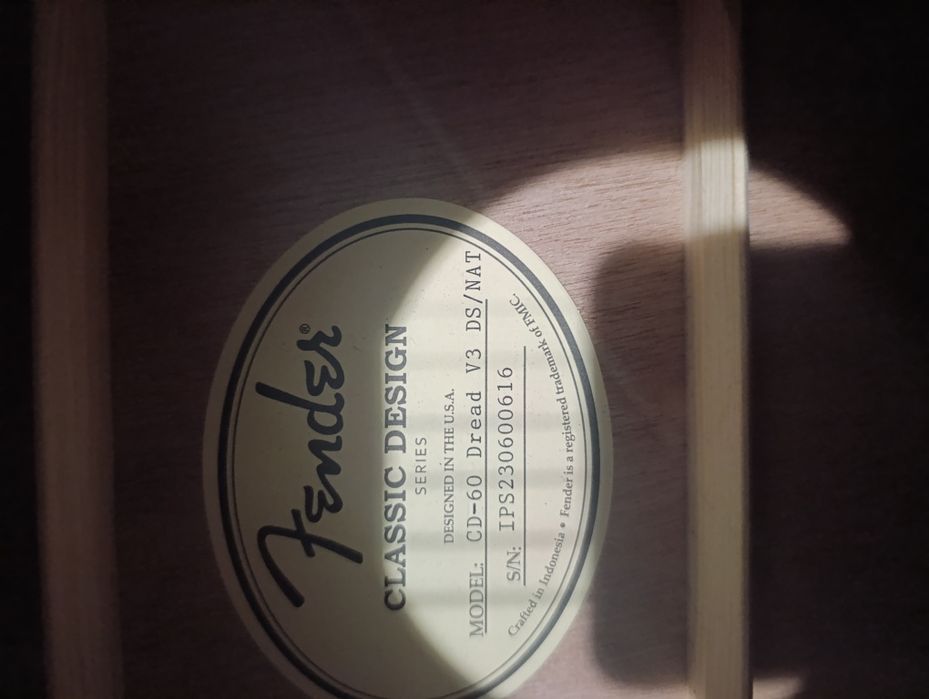 Fender®
CLASSIC DESIGN
SERIES
DESIGNED IN THE U.S.A.
MODEL: CD-60 Dread V3 DS/NAT
S/N: IPS230600616
Crafted in Indonesia • Fender is a registered trademark of FMIC.